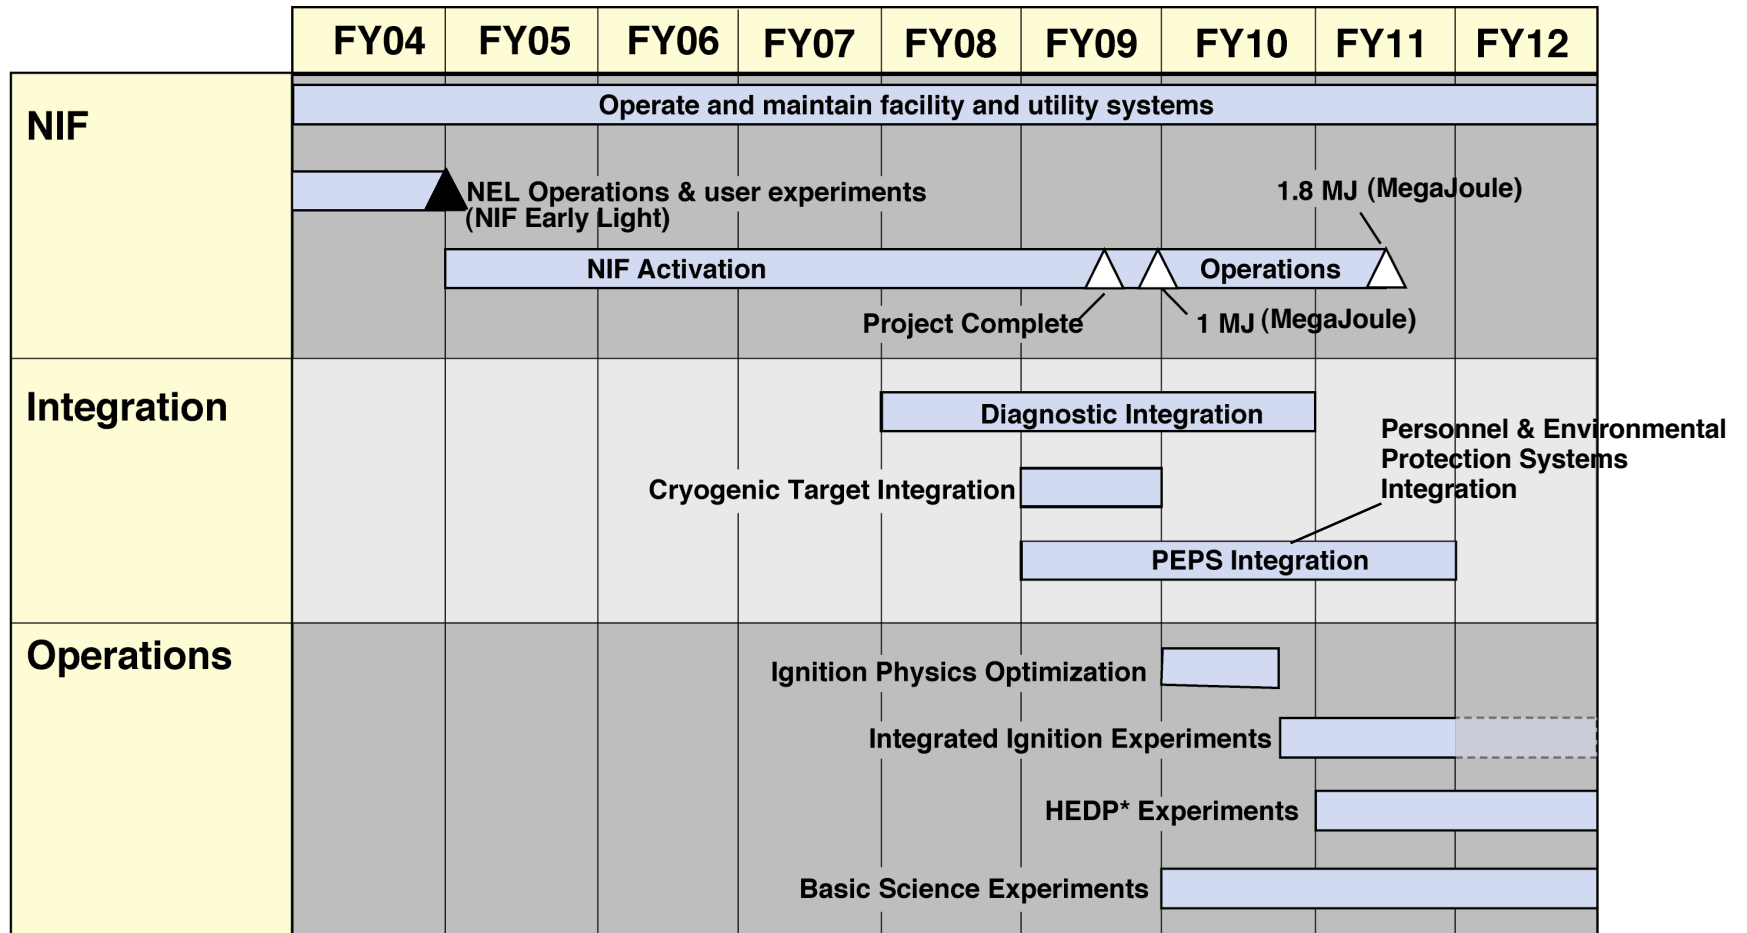 FY04 FY05 FY06 FY07 FY08 FY09 FY10 FY11 FY12
NIF
Operate and maintain facility and utility systems
NEL Operations & user experiments
(NIF Early Light)
1.8 MJ (MegaJoule)
NIF Activation
Operations
Project Complete
1 MJ (MegaJoule)
Integration
Diagnostic Integration
Personnel & Environmental
Protection Systems
Integration
Cryogenic Target Integration
PEPS Integration
Operations
Ignition Physics Optimization
Integrated Ignition Experiments
HEDP* Experiments
Basic Science Experiments